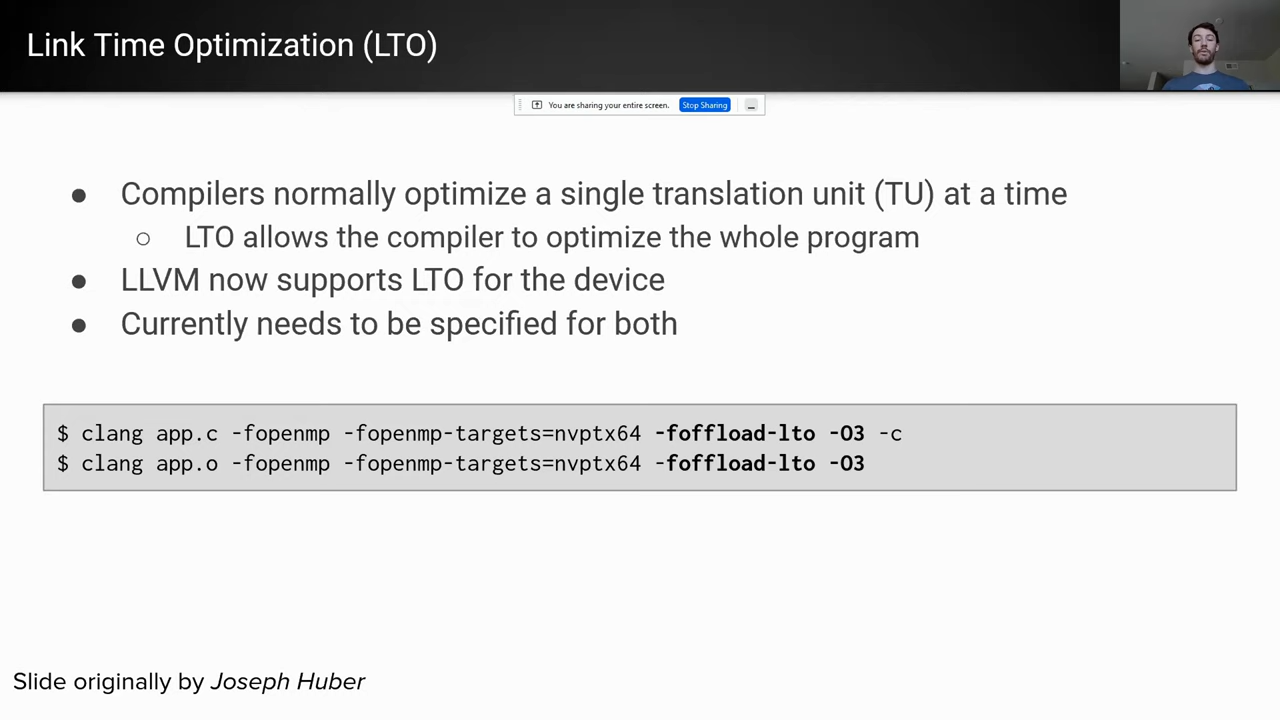 Link Time Optimization (LTO)
You are sharing your entire screen. Stop Sharing
● Compilers normally optimize a single translation unit (TU) at a time
○ LTO allows the compiler to optimize the whole program
● LLVM now supports LTO for the device
● Currently needs to be specified for both
$ clang app.c -fopenmp -fopenmp-targets=nvptx64 -foffload-lto -O3 -c
$ clang app.o -fopenmp -fopenmp-targets=nvptx64 -foffload-lto -O3
Slide originally by Joseph Huber